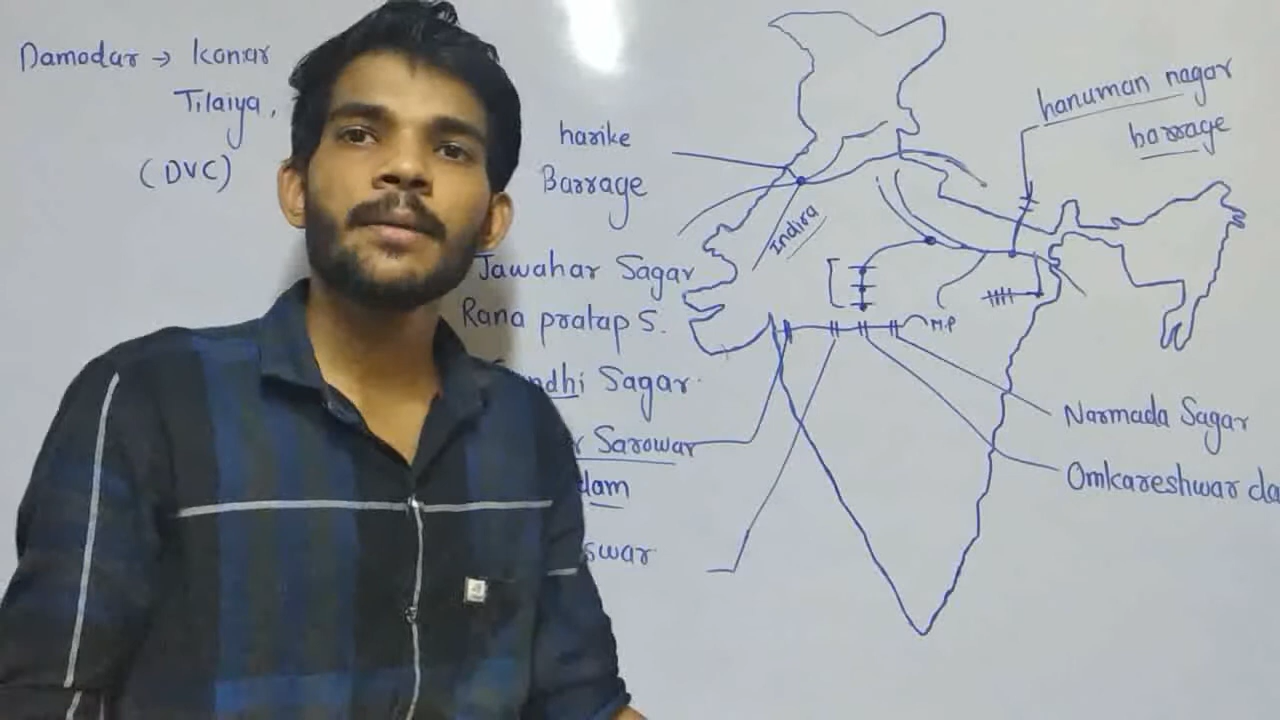 Damodar → Konar
Tilaiya,
(DVC)
harike
Barrage
Jawahar Sagar
Rana pratap S.
ndhi Sagar
r Sarowar
dam
swar
Indira
M.P
hanuman nagar
barrage
Narmada Sagar
Omkareshwar da